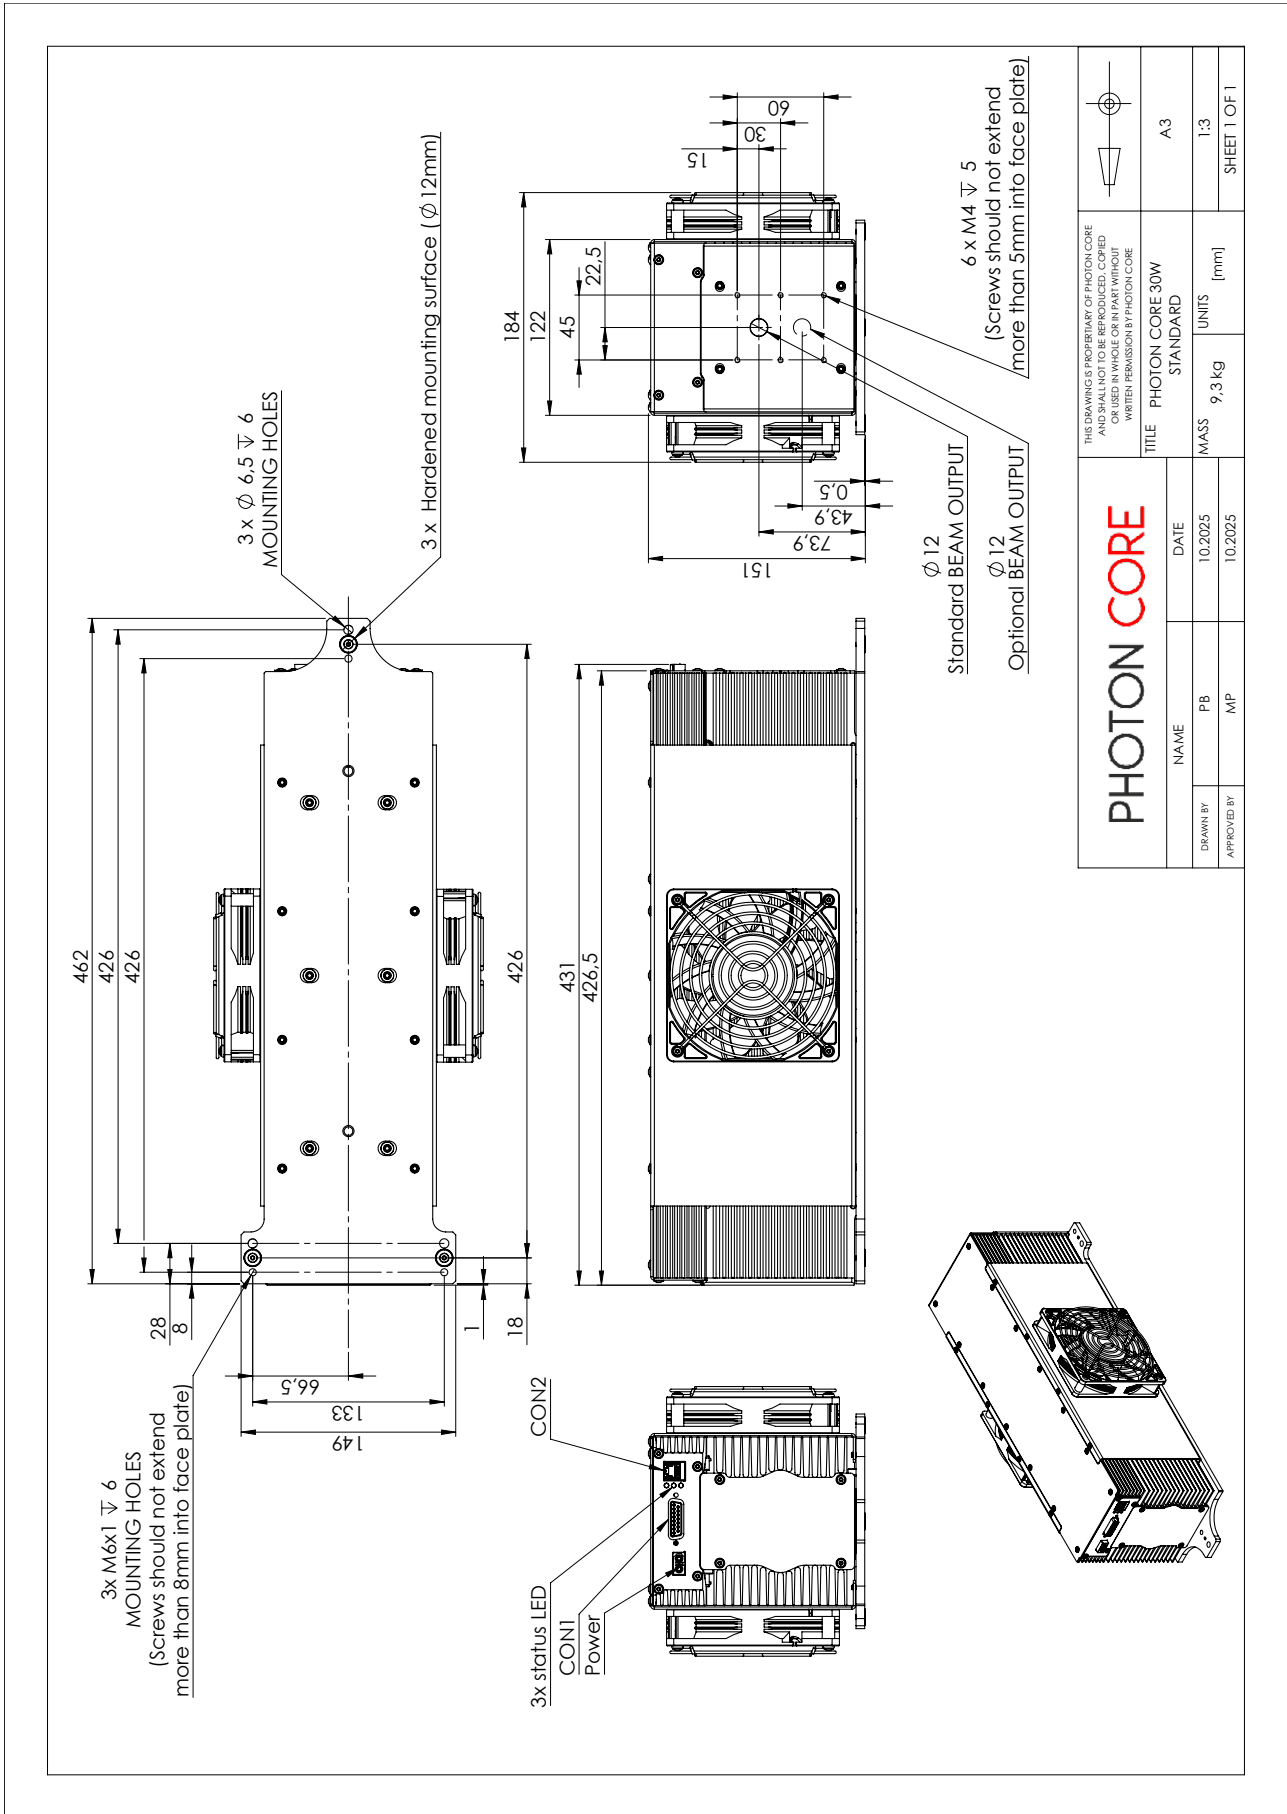 3x M6x1 ↧ 6
MOUNTING HOLES
(Screws should not extend
more than 8mm into face plate)
149
133
66,5
28
8
1
18
462
426
426
426
3 x Ø 6,5 ↧ 6
MOUNTING HOLES
3 x Hardened mounting surface (Ø 12mm)
3x status LED
CON1
Power
CON2
431
426,5
184
122
45
22,5
15
30
60
151
73,9
43,9
0,5
Ø 12
Standard BEAM OUTPUT
Ø 12
Optional BEAM OUTPUT
6 x M4 ↧ 5
(Screws should not extend
more than 5mm into face plate)
PHOTON CORE
NAME
DATE
DRAWN BY
PB
10.2025
APPROVED BY
MP
10.2025
THIS DRAWING IS PROPERTIARY OF PHOTON CORE
AND SHALL NOT TO BE REPRODUCED, COPIED
OR USED IN WHOLE OR IN PART WITHOUT
WRITTEN PERMISSION BY PHOTON CORE
TITLE
PHOTON CORE 30W
STANDARD
A3
MASS
9,3 kg
UNITS
[mm]
1:3
SHEET 1 OF 1